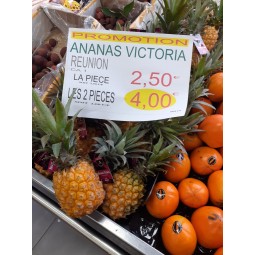 PROMOTION
ANANAS VICTORIA
REUNION
LA PIECE 2,50
LES 2 PIECES 4,00